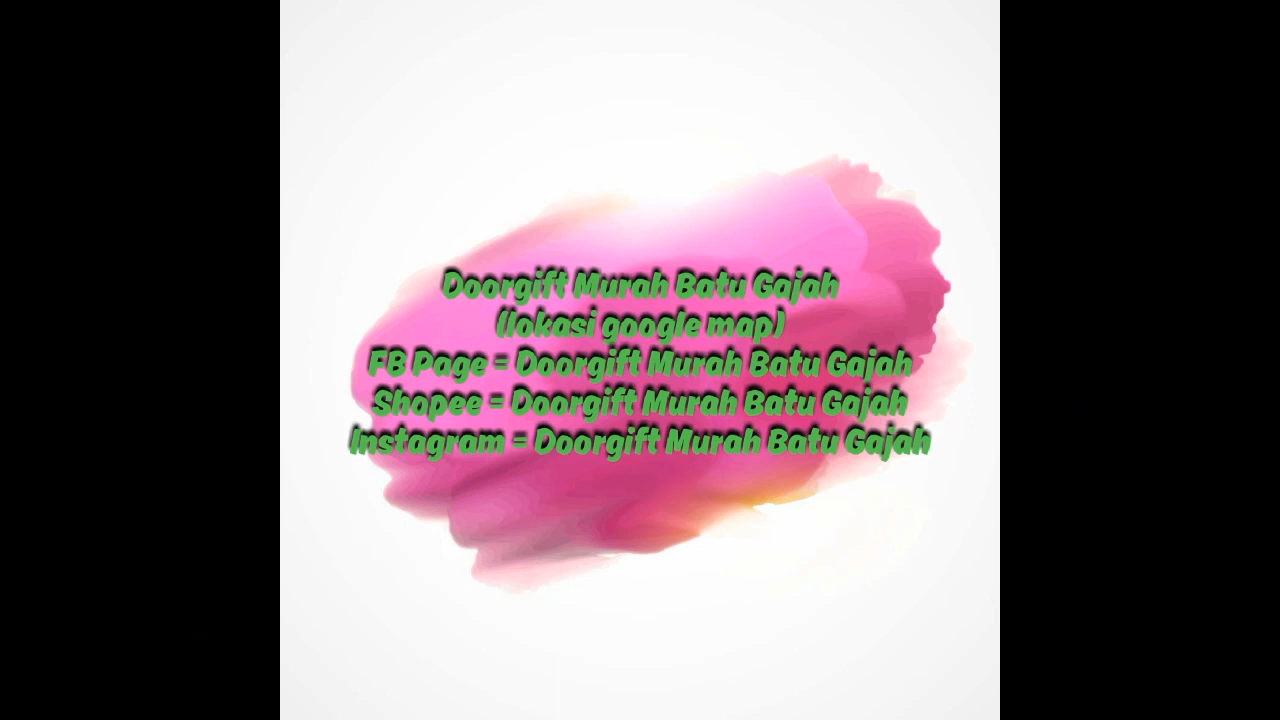 Doorgift Murah Batu Gajah
(lokasi google map)
FB Page = Doorgift Murah Batu Gajah
Shopee = Doorgift Murah Batu Gajah
Instagram = Doorgift Murah Batu Gajah